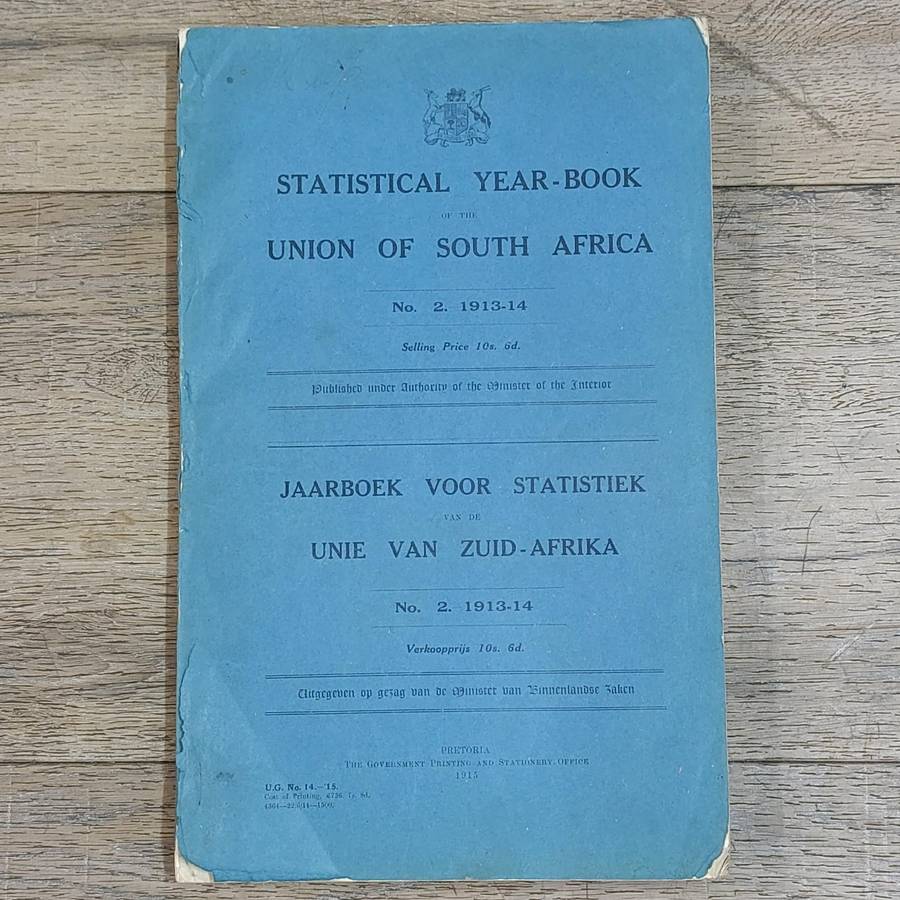 STATISTICAL YEAR-BOOK
OF THE
UNION OF SOUTH AFRICA
No. 2. 1913-14
Selling Price 10s. 6d.
Published under Authority of the Minister of the Interior
JAARBOEK VOOR STATISTIEK
VAN DE
UNIE VAN ZUID-AFRIKA
No. 2. 1913-14
Verkoopprijs 10s. 6d.
Uitgegeven op gezag van de Minister van Binnenlandse Zaken
PRETORIA
THE GOVERNMENT PRINTING AND STATIONERY OFFICE
1915
U.G. No. 14.—'15.
Cost of Printing,